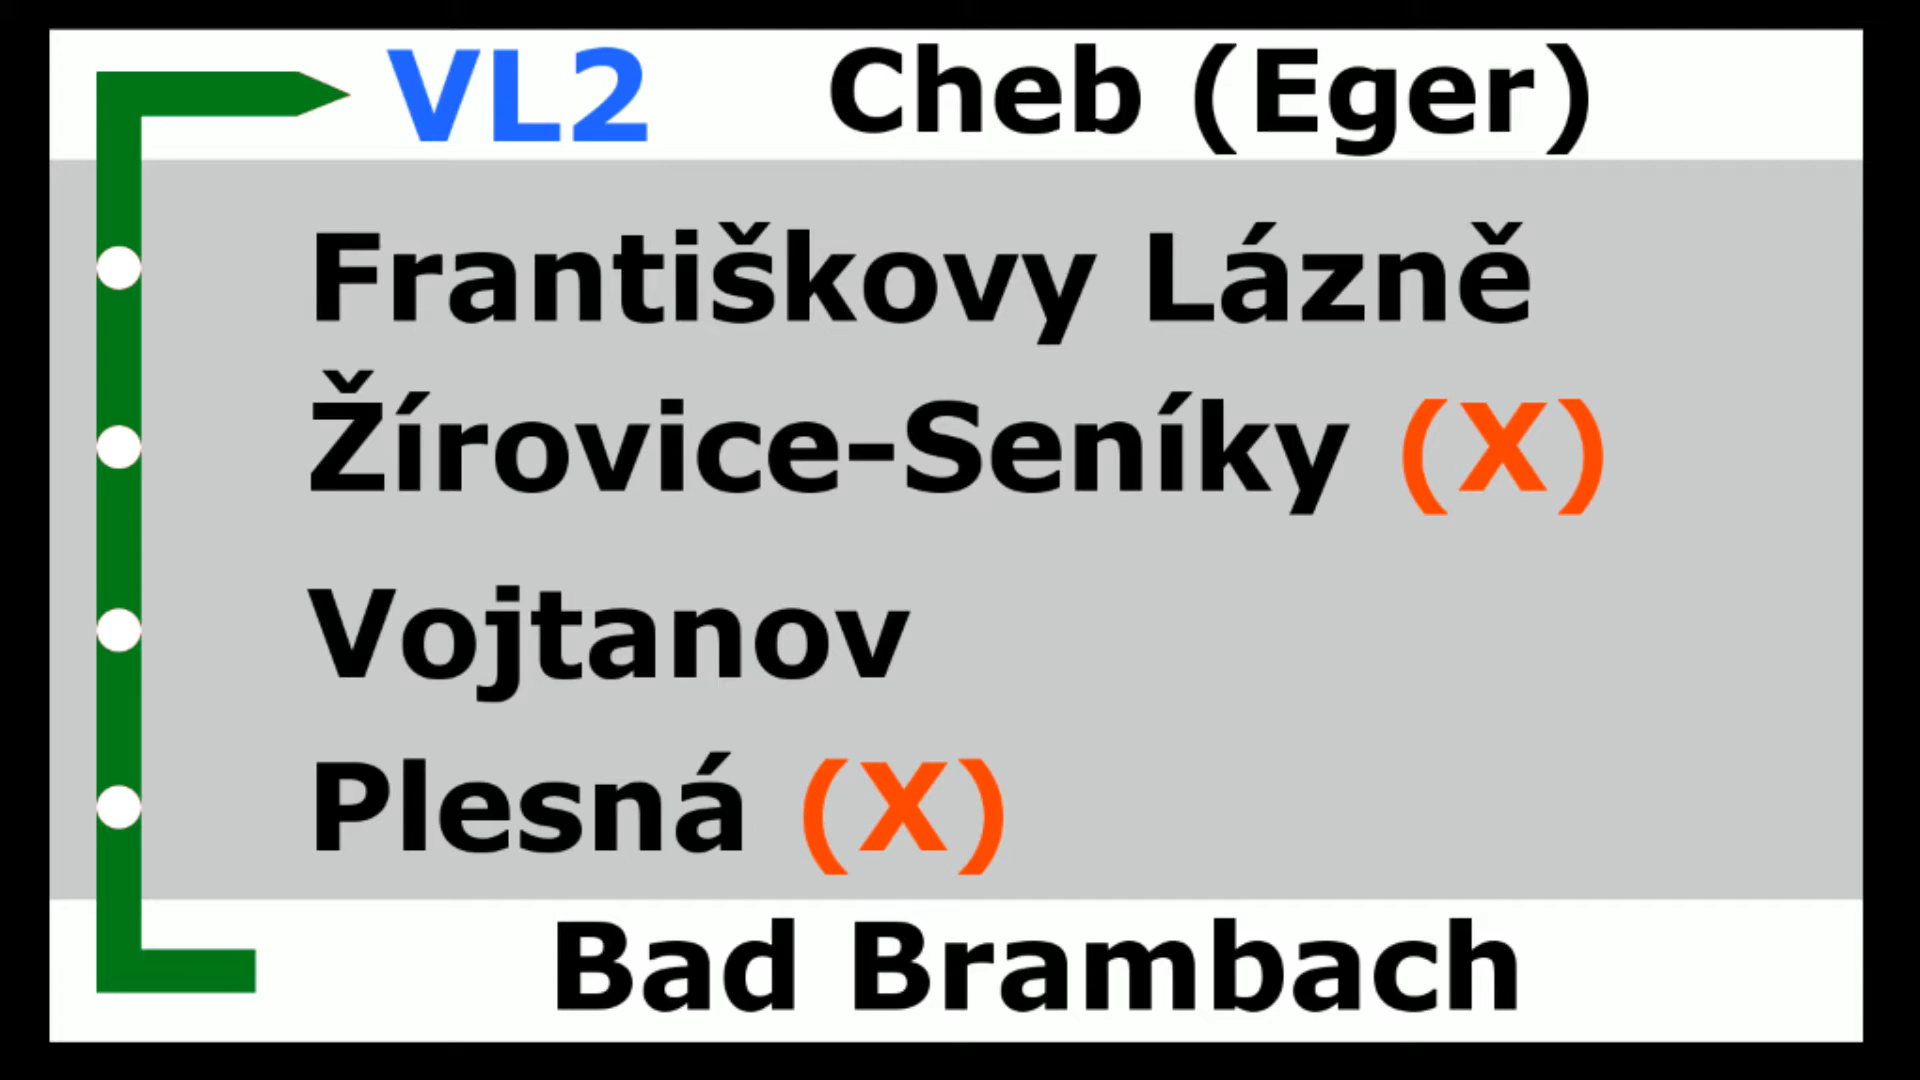 VL2 Cheb (Eger)
Františkovy Lázně
Žírovice-Seníky (X)
Vojtanov
Plesná (X)
Bad Brambach